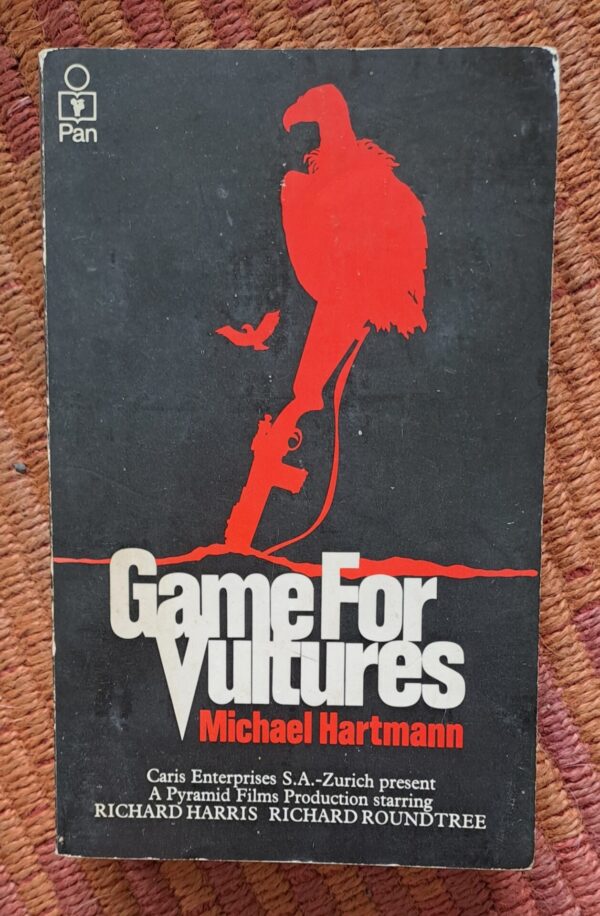 Pan
Game For
Vultures
Michael Hartmann
Caris Enterprises S.A.-Zurich present
A Pyramid Films Production starring
RICHARD HARRIS RICHARD ROUNDTREE